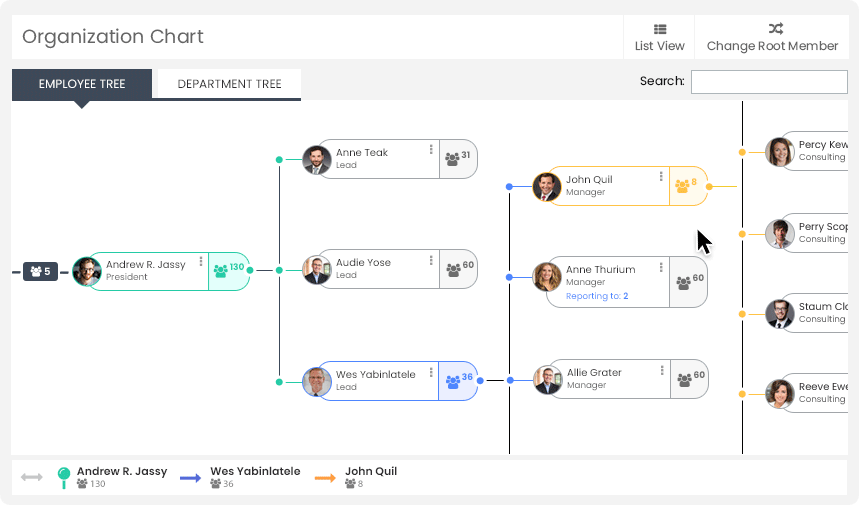 Organization Chart
List View
Change Root Member
EMPLOYEE TREE
DEPARTMENT TREE
Search:
Anne Teak
Lead
31
John Quil
Manager
8
Percy Kew
Consulting
Andrew R. Jassy
President
130
5
Audie Yose
Lead
60
Anne Thurium
Manager
Reporting to: 2
60
Perry Scop
Consulting
Staum Clo
Consulting
Wes Yabinlatele
Lead
36
Allie Grater
Manager
60
Reeve Ewe
Consulting
Andrew R. Jassy
130
Wes Yabinlatele
36
John Quil
8